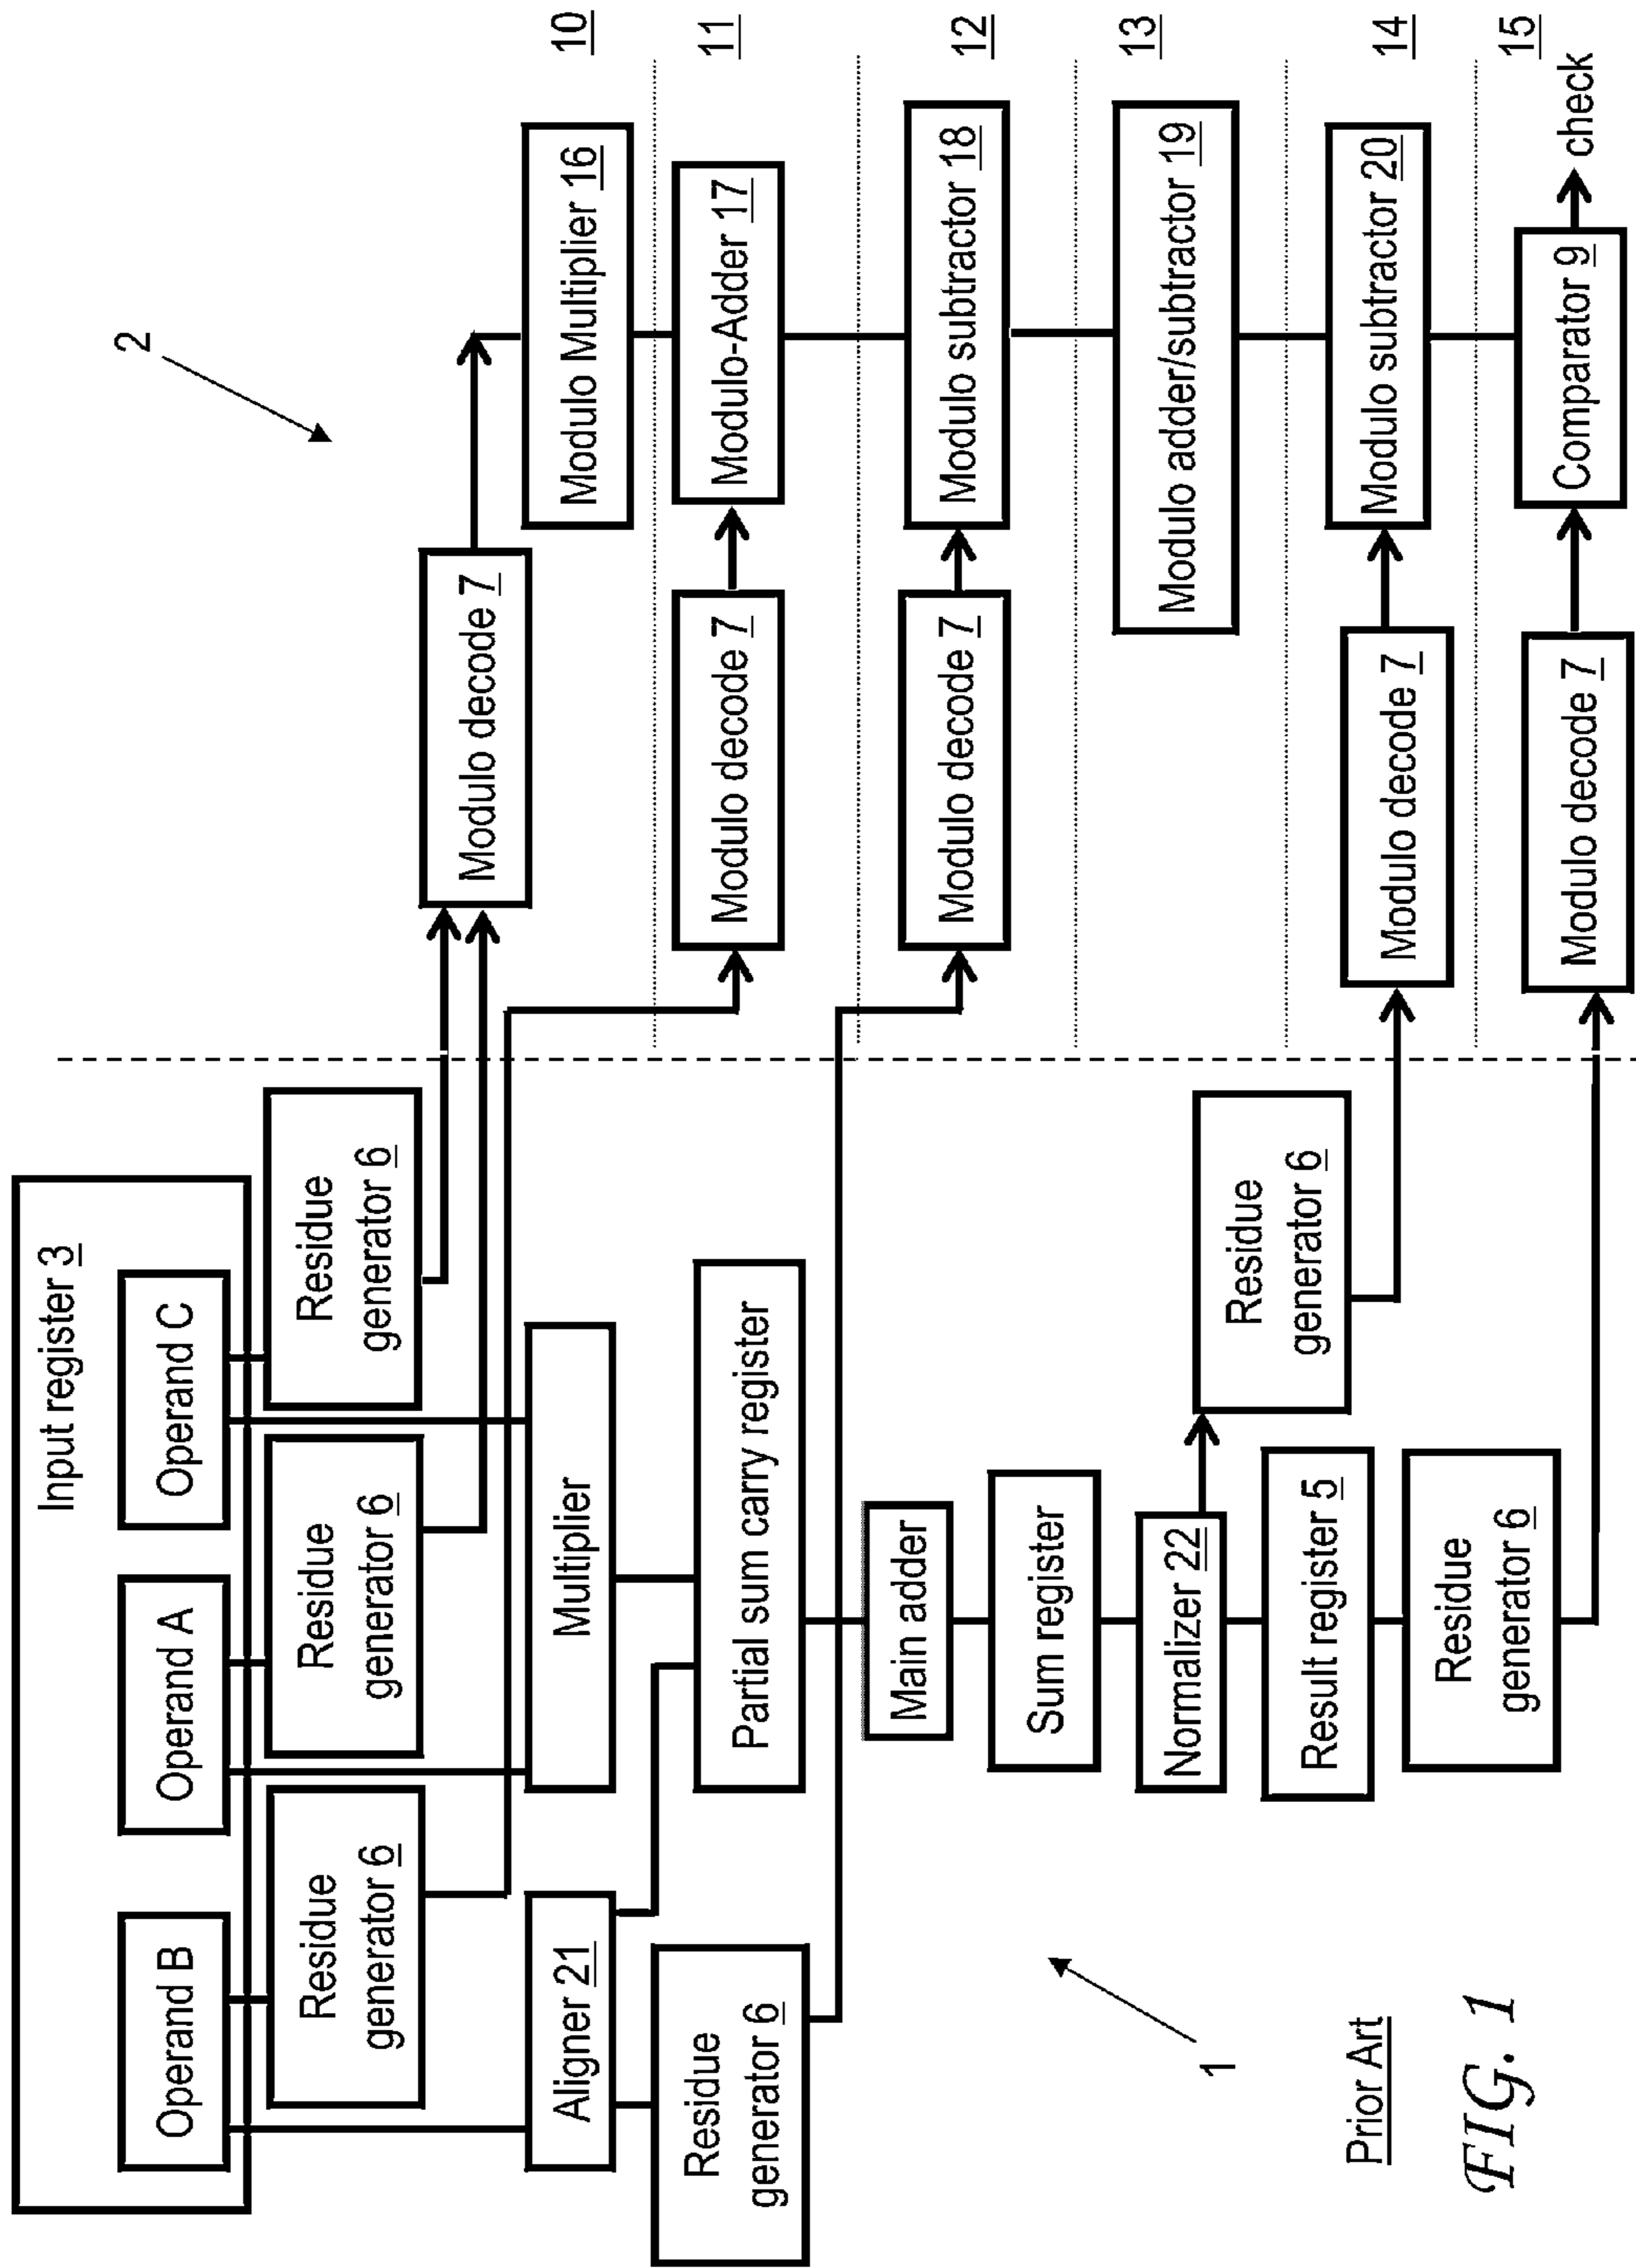 Input register 3
Operand B
Operand A
Operand C
Residue
generator 6
Residue
generator 6
Residue
generator 6
2
Modulo decode 7
Aligner 21
Multiplier
Modulo Multiplier 16
10
Residue
generator 6
Partial sum carry register
Modulo decode 7
Modulo-Adder 17
11
Main adder
Modulo decode 7
Modulo subtractor 18
12
Sum register
Modulo adder/subtractor 19
13
Normalizer 22
Residue
generator 6
1
Result register 5
Modulo decode 7
Modulo subtractor 20
14
Residue
generator 6
Modulo decode 7
Comparator 9
check
15
Prior Art
FIG. 1